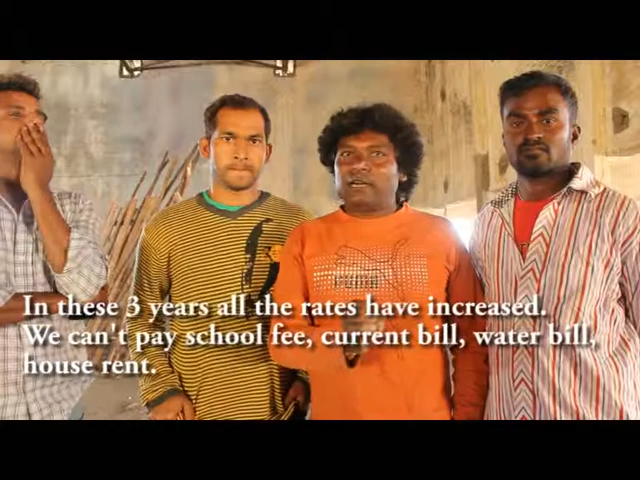 In these 3 years all the rates have increased.
We can't pay school fee, current bill, water bill,
house rent.